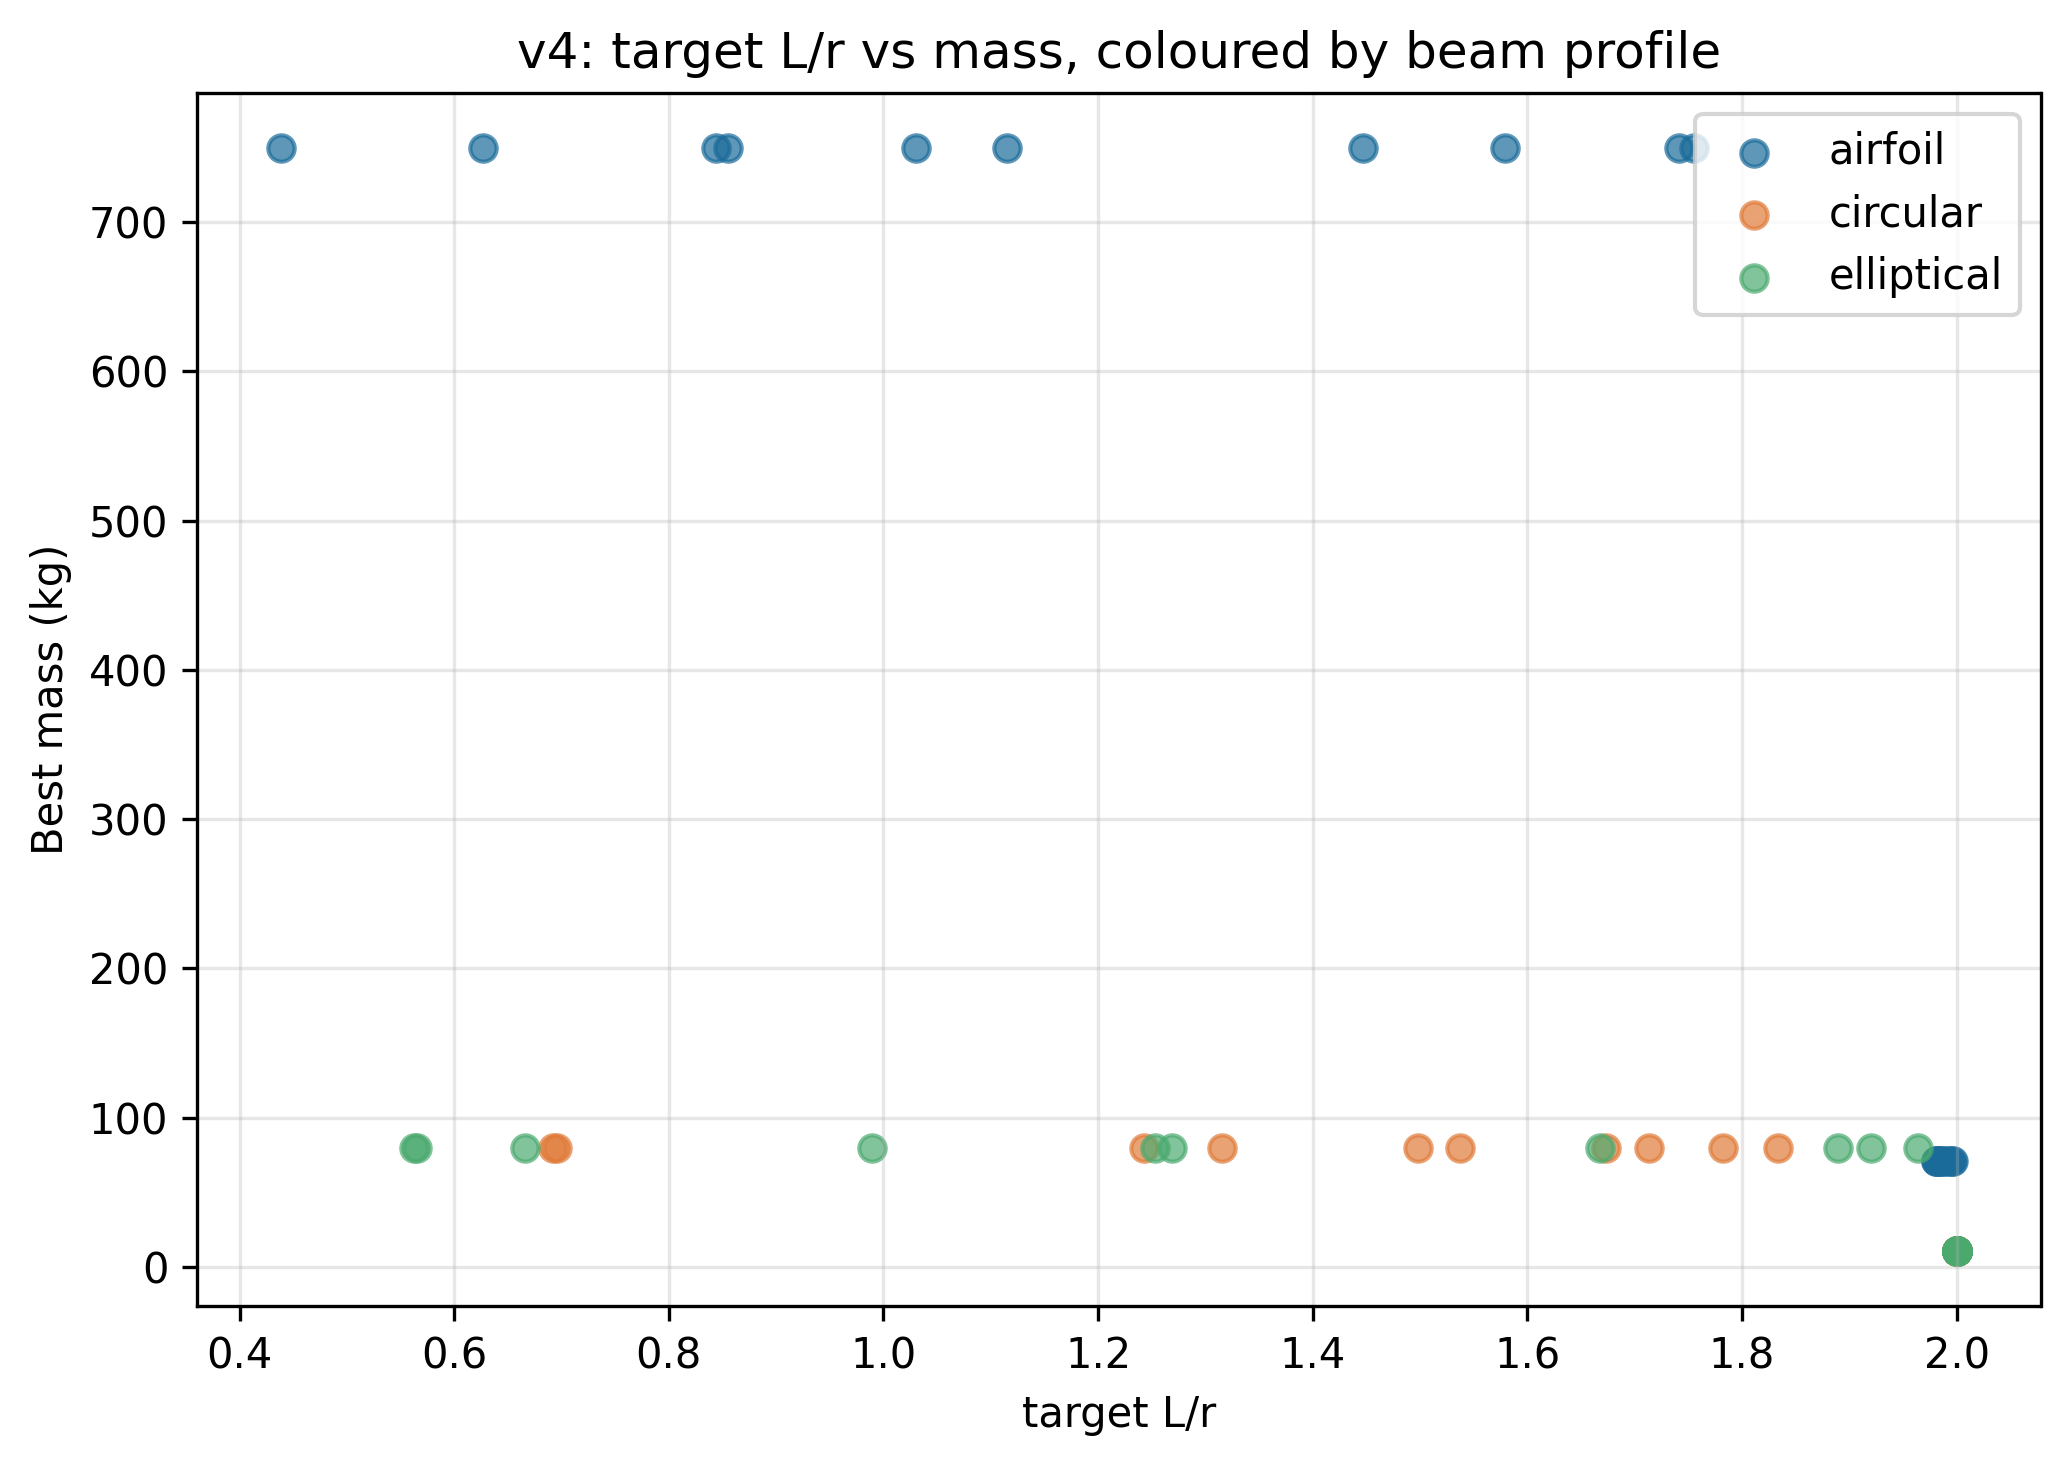 v4: target L/r vs mass, coloured by beam profile
airfoil
circular
elliptical
Best mass (kg)
700
600
500
400
300
200
100
0
0.4 0.6 0.8 1.0 1.2 1.4 1.6 1.8 2.0
target L/r